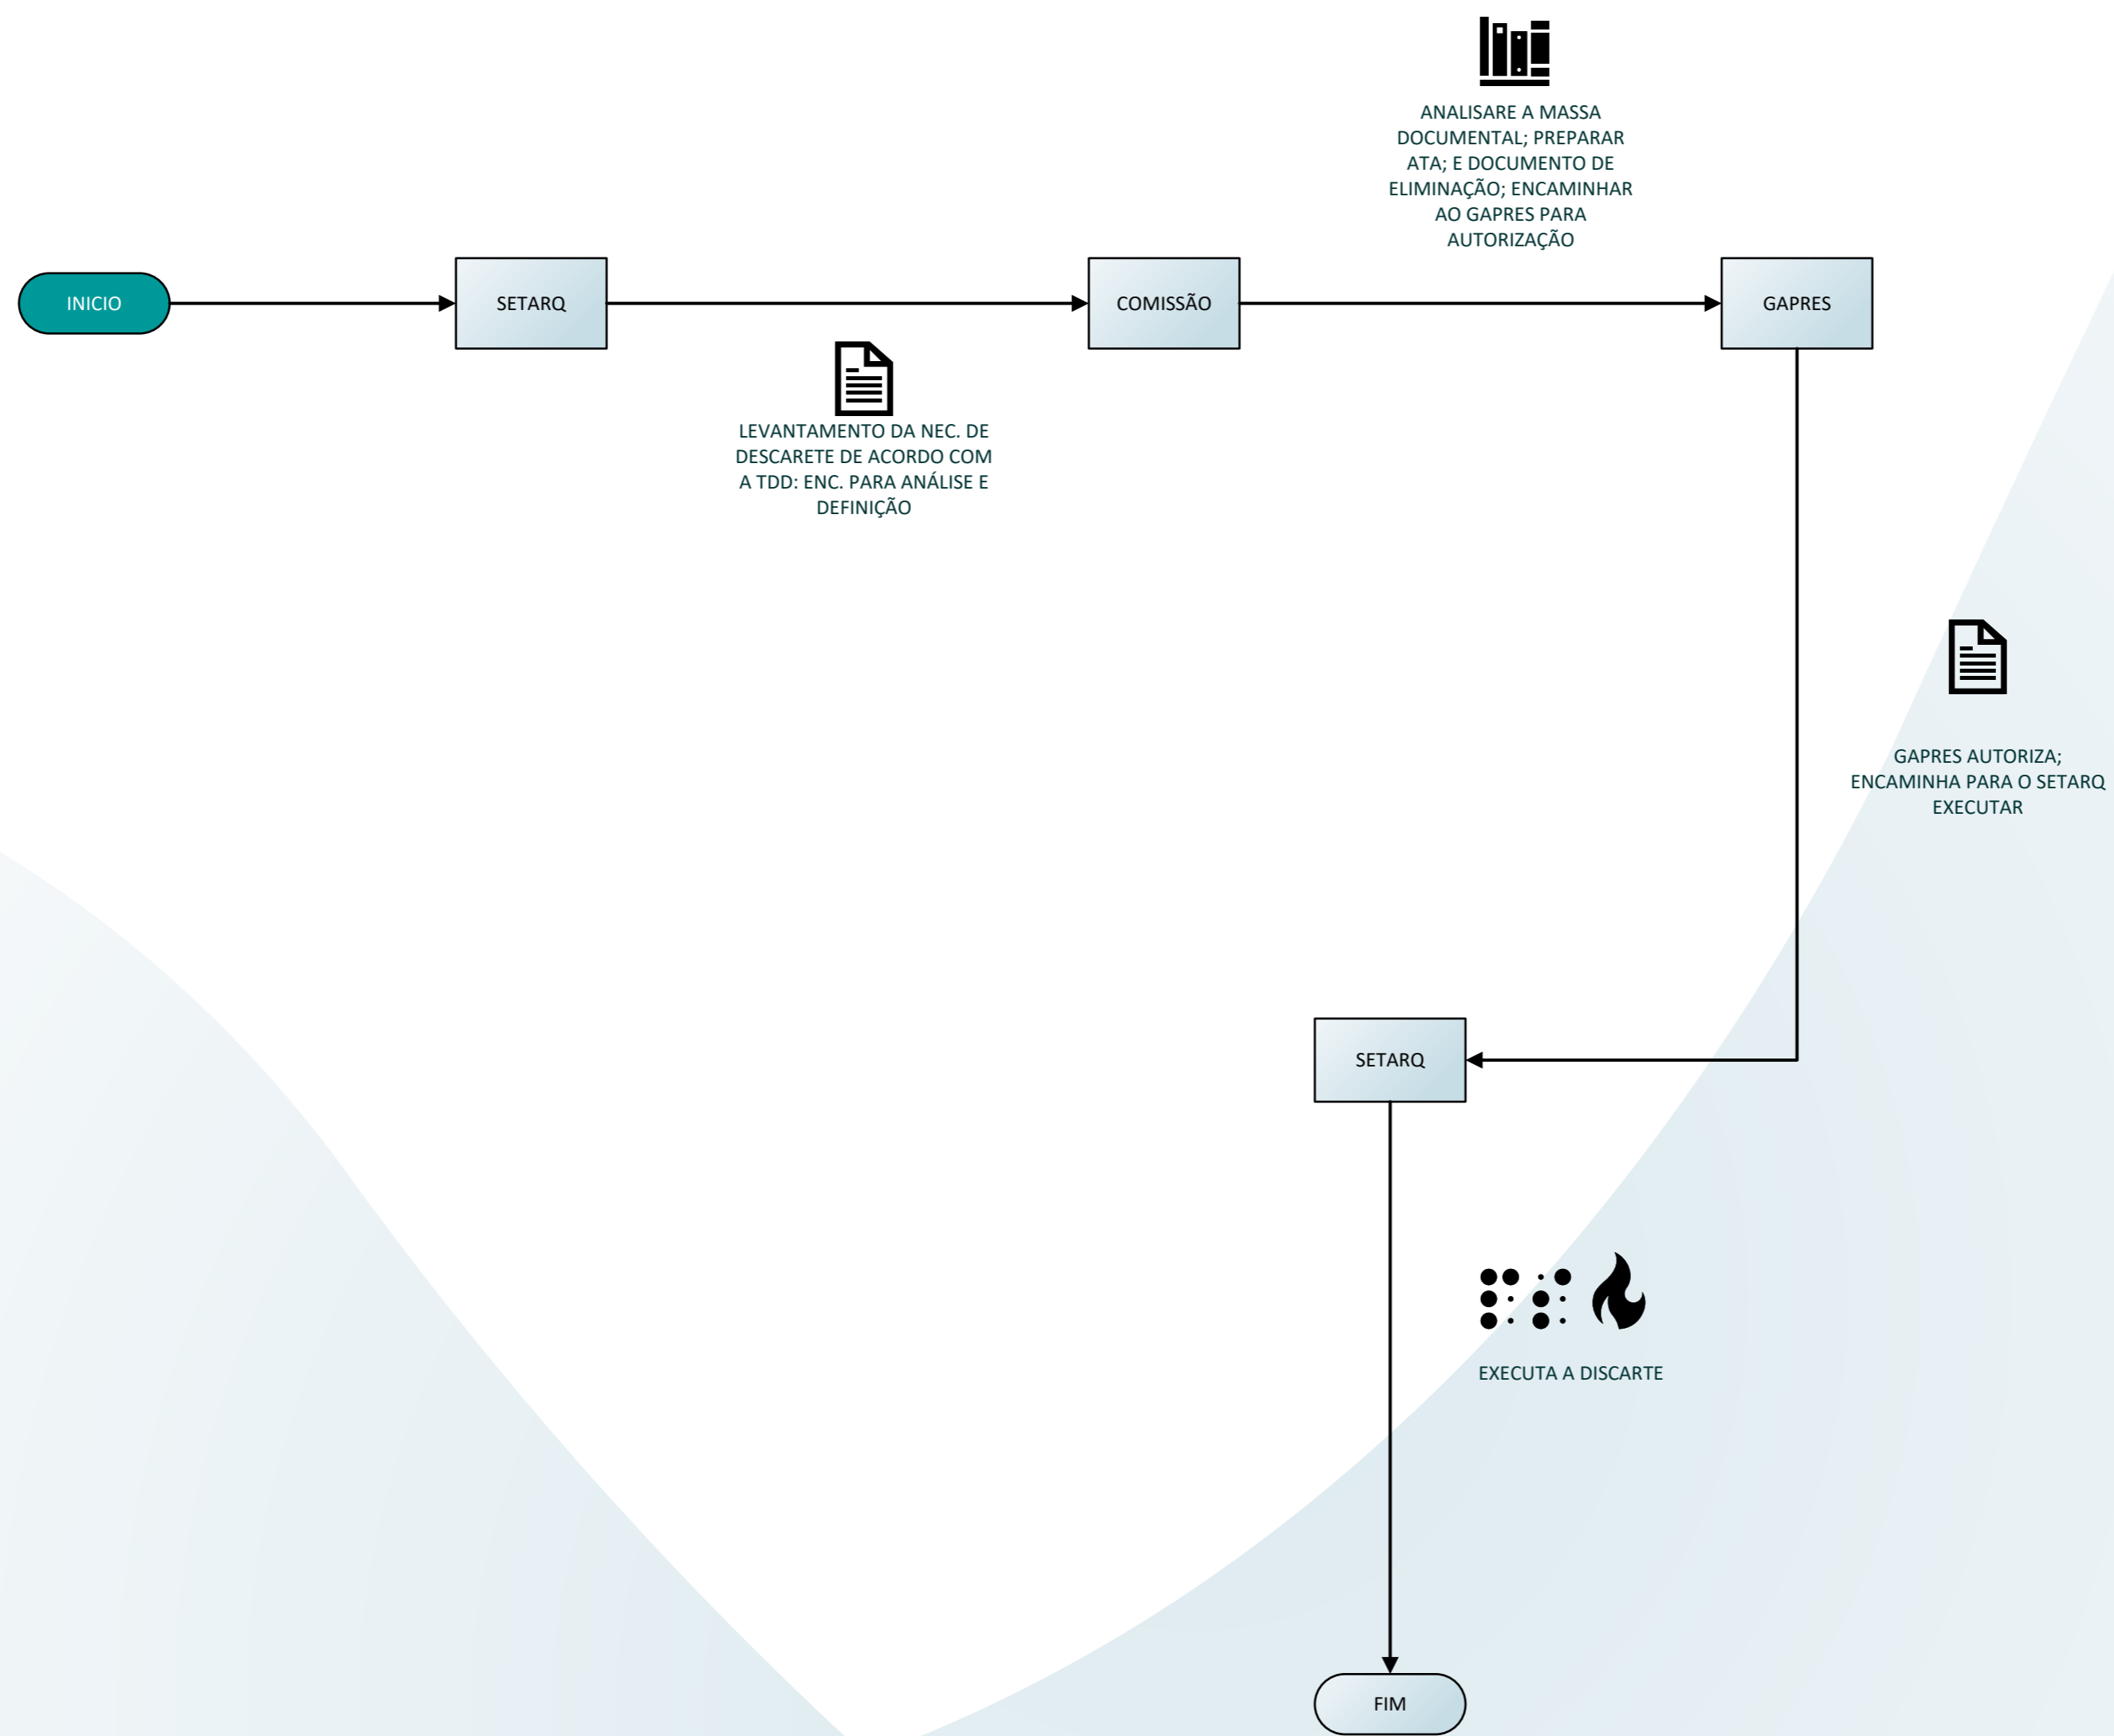 ANALISARE A MASSA
DOCUMENTAL; PREPARAR
ATA; E DOCUMENTO DE
ELIMINAÇÃO; ENCAMINHAR
AO GAPRES PARA
AUTORIZAÇÃO
INICIO
SETARQ
COMISSÃO
GAPRES
LEVANTAMENTO DA NEC. DE
DESCARETE DE ACORDO COM
A TDD: ENC. PARA ANÁLISE E
DEFINIÇÃO
GAPRES AUTORIZA;
ENCAMINHA PARA O SETARQ
EXECUTAR
SETARQ
EXECUTA A DISCARTE
FIM